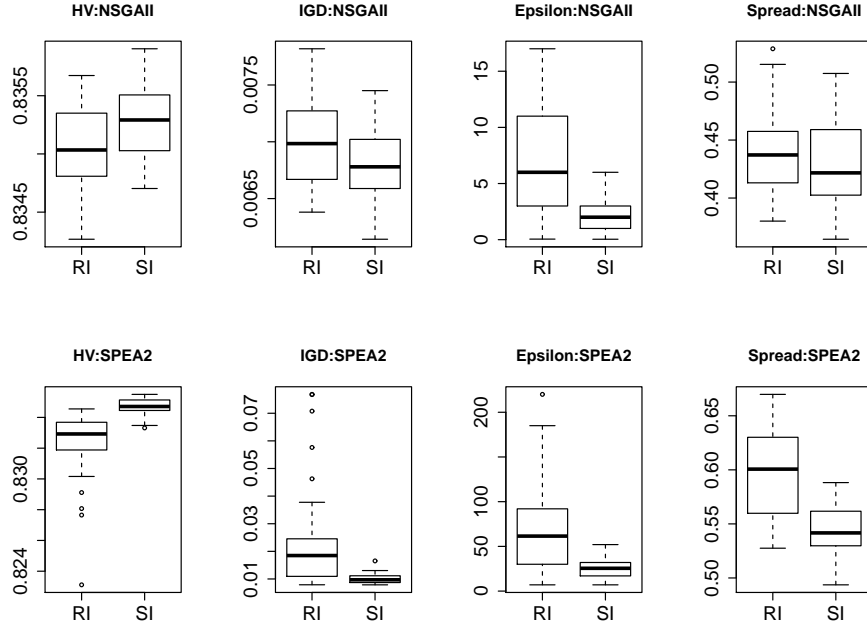 HV:NSGAII
0.8345
0.8355
RI
SI
IGD:NSGAII
0.0065
0.0075
RI
SI
Epsilon:NSGAII
0
5
10
15
RI
SI
Spread:NSGAII
0.40
0.45
0.50
RI
SI
HV:SPEA2
0.824
0.830
RI
SI
IGD:SPEA2
0.01
0.03
0.05
0.07
RI
SI
Epsilon:SPEA2
0
50
100
200
RI
SI
Spread:SPEA2
0.50
0.55
0.60
0.65
RI
SI